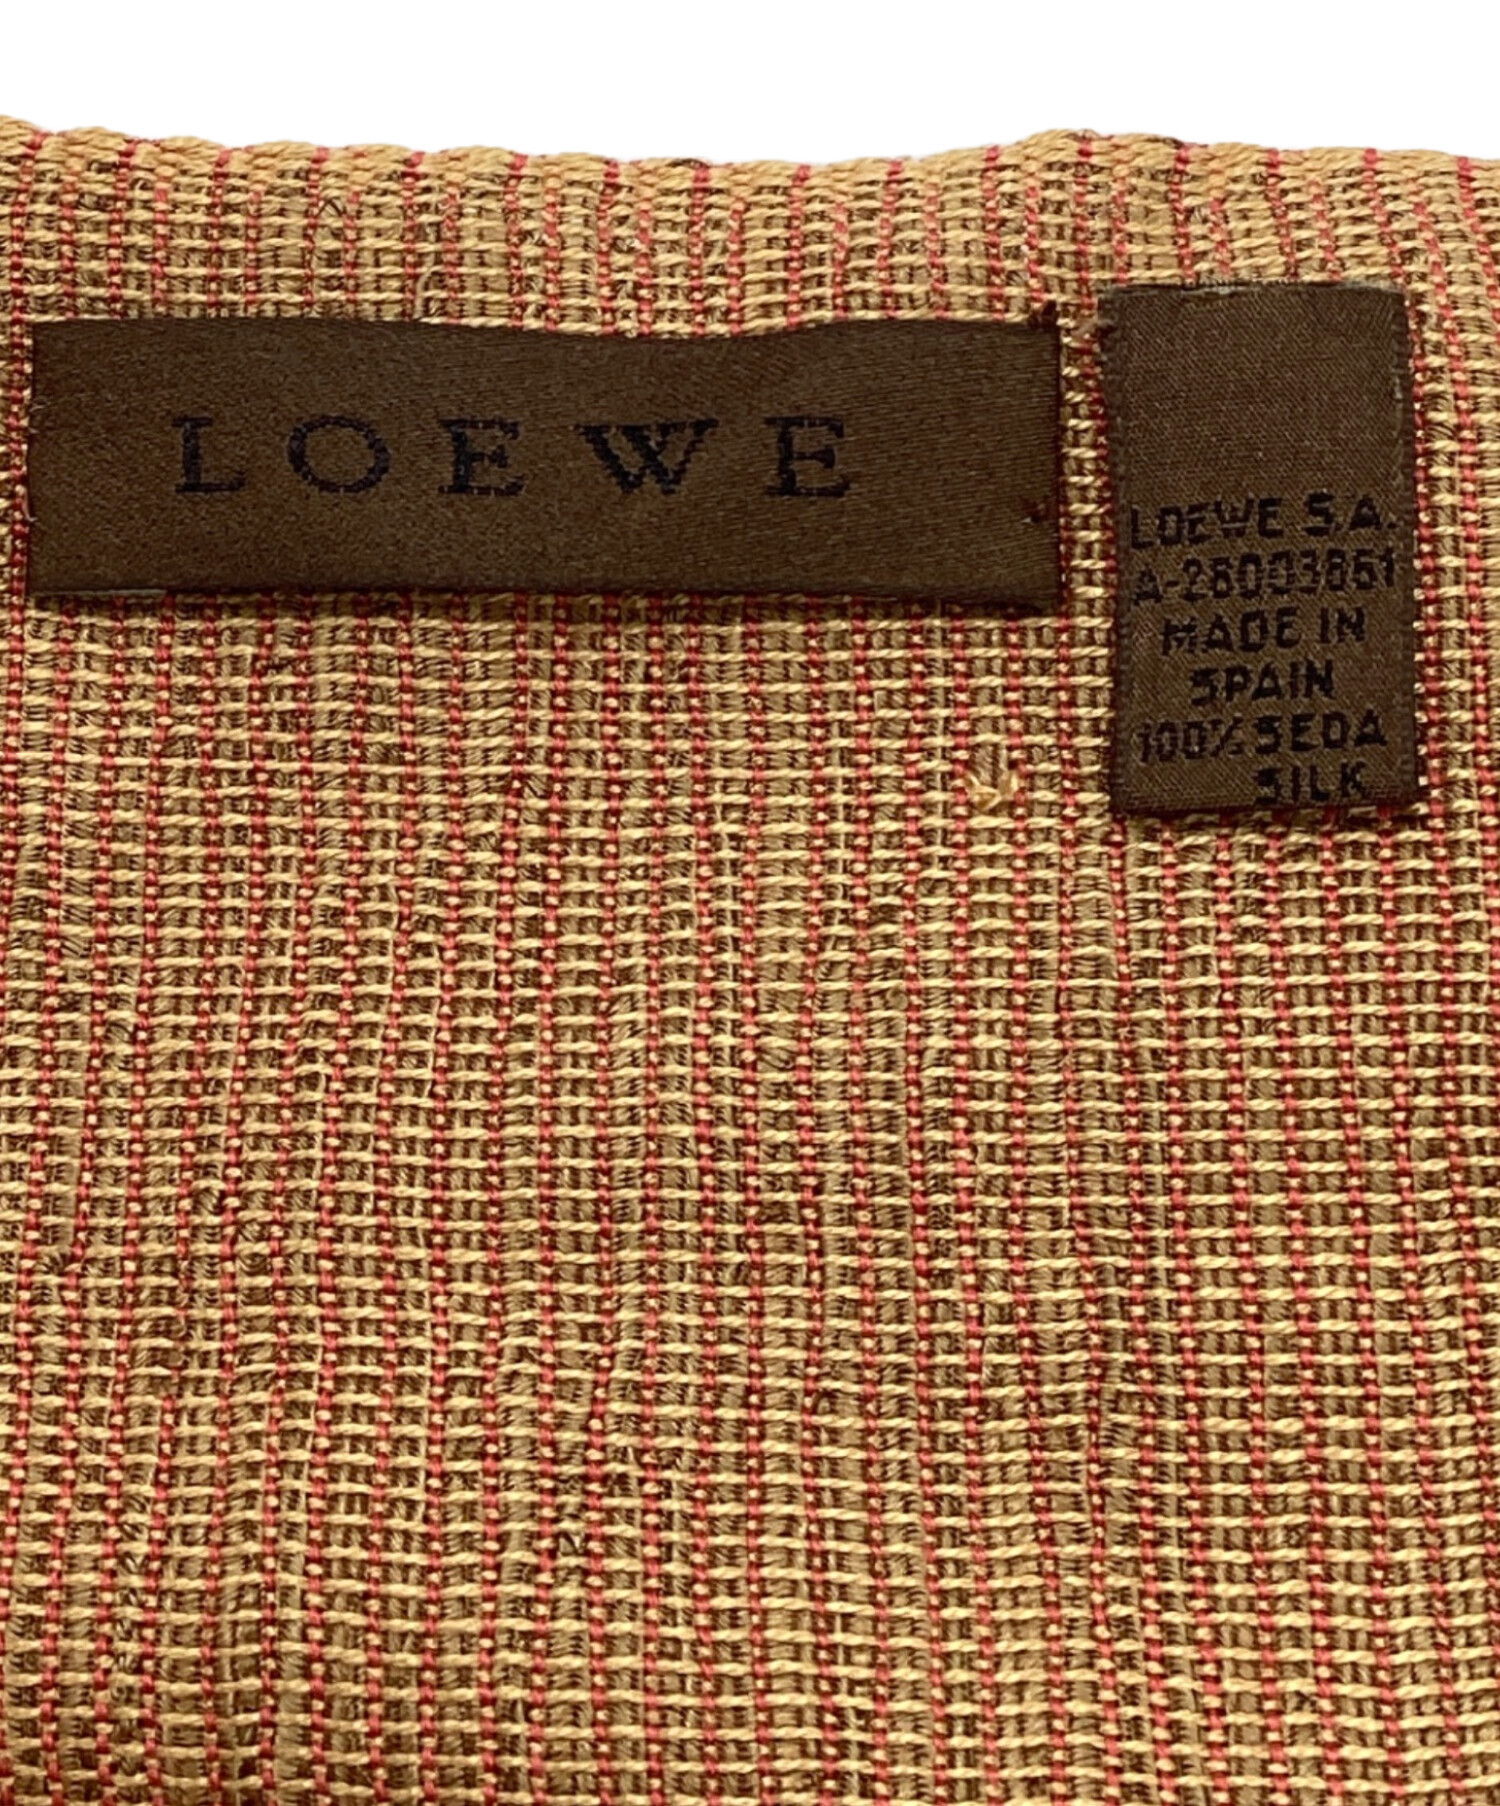 LOEWE
LOEWE S.A.
A-28003861
MADE IN
SPAIN
100% SEDA
SILK